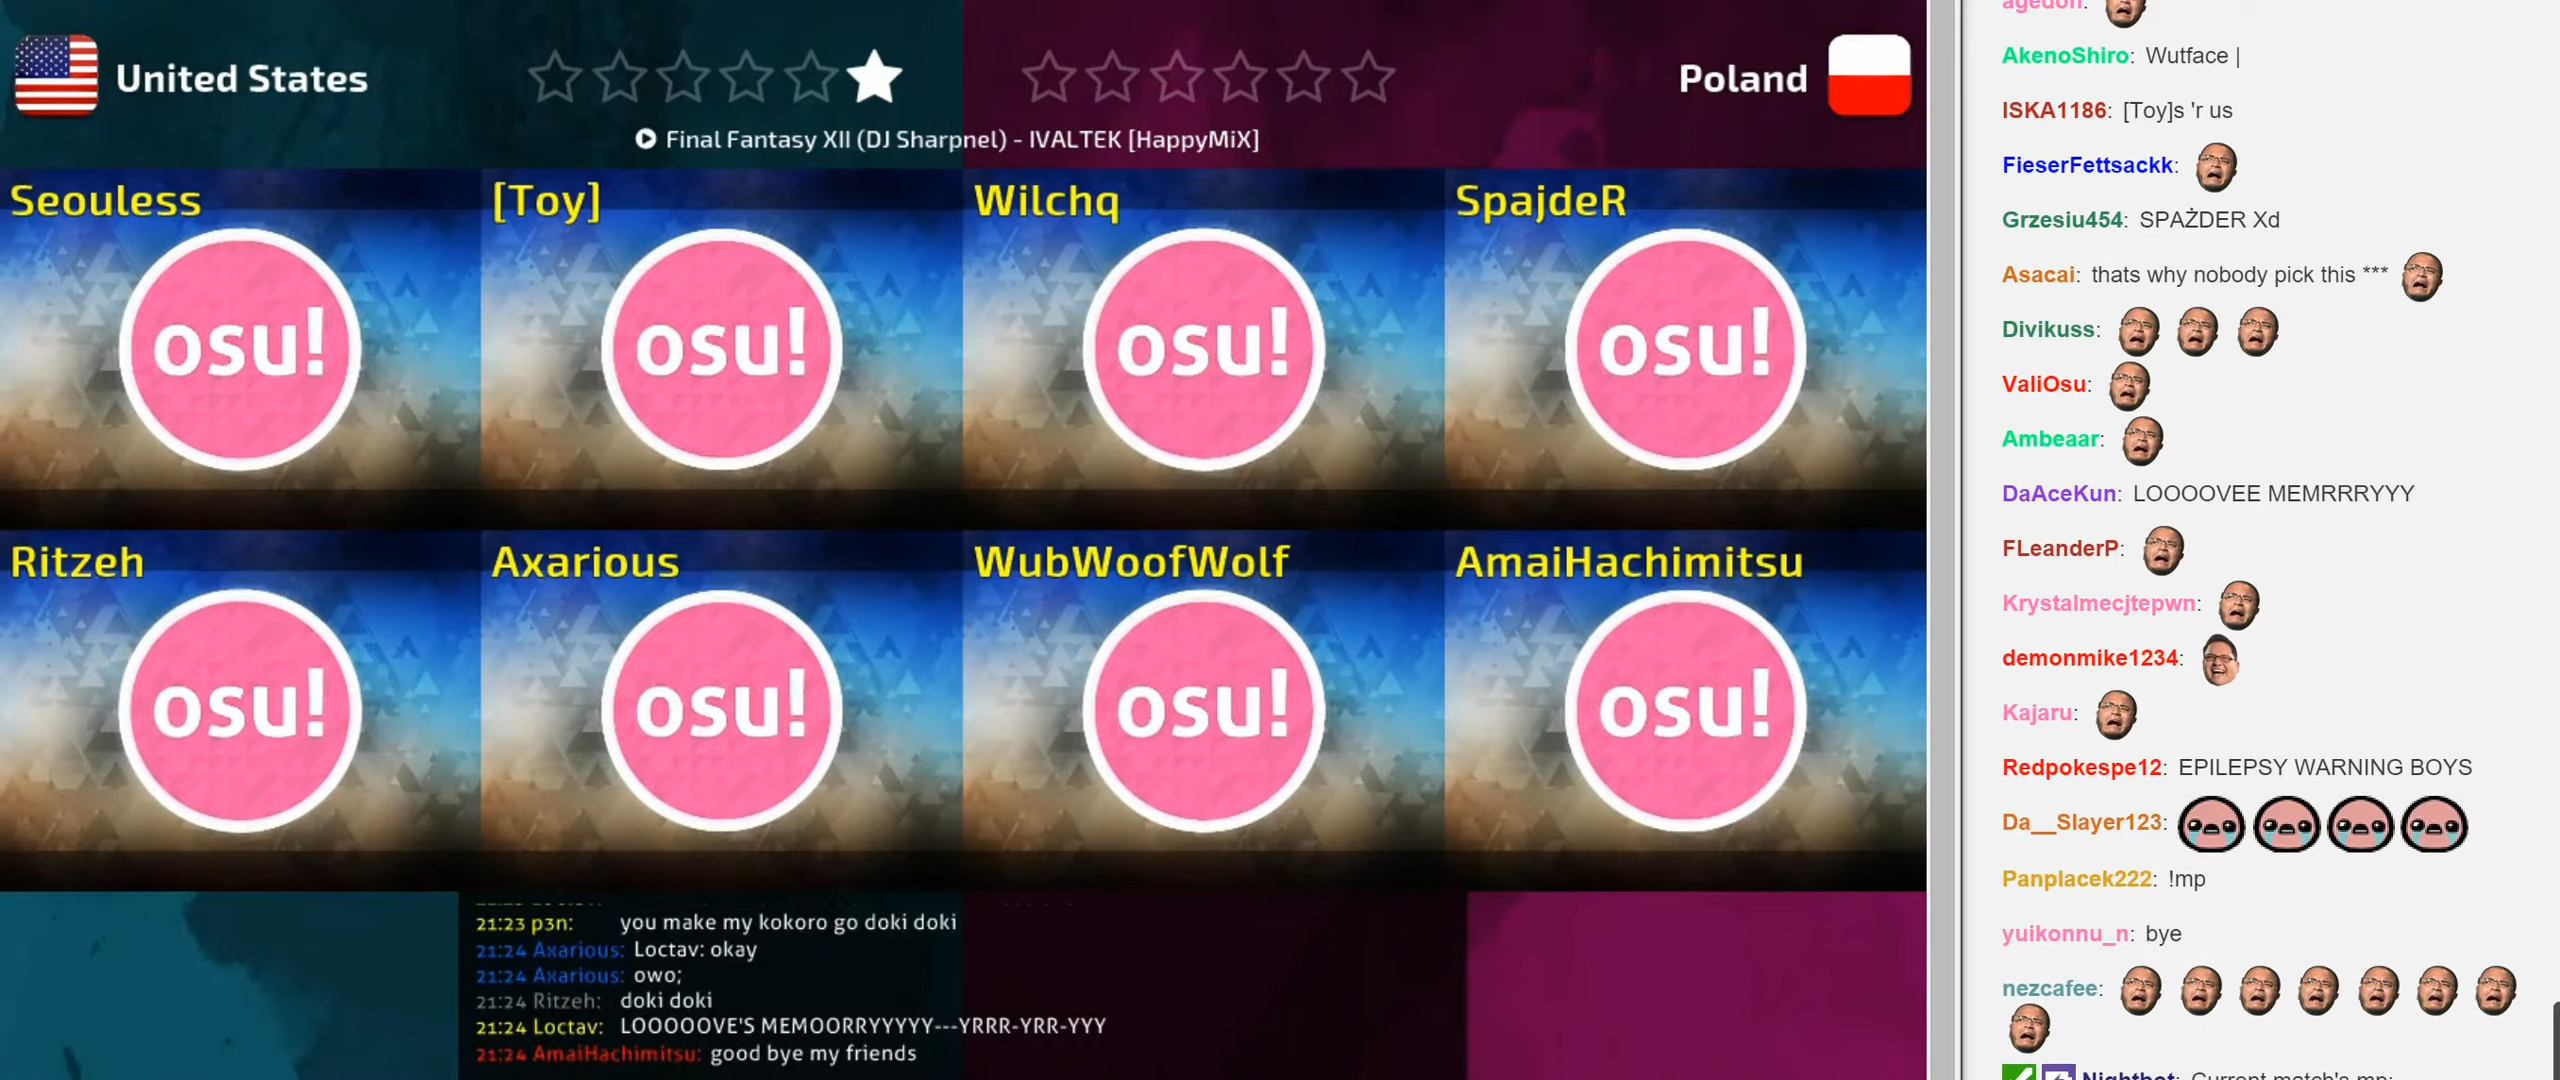 United States
Poland
Final Fantasy XII (DJ Sharpnel) - IVALTEK [HappyMiX]
Seouless
[Toy]
Wilchq
SpajdeR
osu!
osu!
osu!
osu!
Ritzeh
Axarious
WubWoofWolf
AmaiHachimitsu
osu!
osu!
osu!
osu!
21:23 p3n: you make my kokoro go doki doki
21:24 Axarious: Loctav: okay
21:24 Axarious: owo;
21:24 Ritzeh: doki doki
21:24 Loctav: LOOOOOVE'S MEMOORRYYYYY---YRRR-YRR-YYY
21:24 AmaiHachimitsu: good bye my friends
agedon:
AkenoShiro: Wutface |
ISKA1186: [Toy]s 'r us
FieserFettsackk:
Grzesiu454: SPAŻDER Xd
Asacai: thats why nobody pick this ***
Divikuss:
ValiOsu:
Ambeaar:
DaAceKun: LOOOOVEE MEMRRRYYY
FLeanderP:
Krystalmecjtepwn:
demonmike1234:
Kajaru:
Redpokespe12: EPILEPSY WARNING BOYS
Da__Slayer123:
Panplacek222: !mp
yuikonnu_n: bye
nezcafee:
Nightbot: Current match's mp: